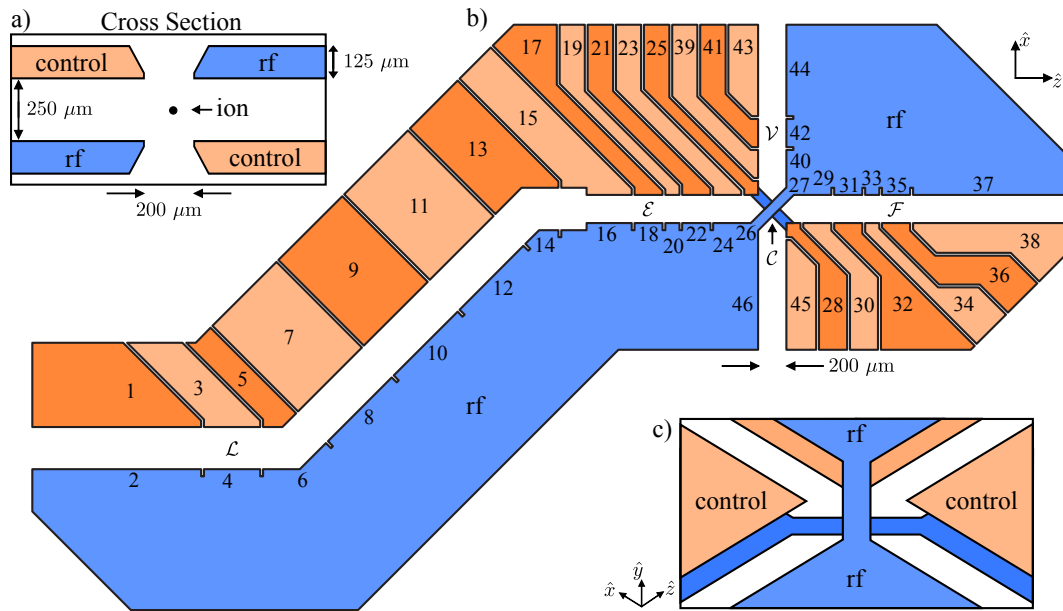 a)
Cross Section
control
rf
125 μm
250 μm
ion
rf
control
200 μm
b)
17
19
21
23
25
39
41
43
44
x̂
ẑ
15
13
11
9
7
5
3
1
𝒱
42
40
rf
27
29
31
33
35
37
ℰ
ℱ
16
18
20
22
24
26
𝒞
14
12
10
8
6
4
2
ℒ
rf
46
45
28
30
32
34
36
38
200 μm
c)
rf
control
control
rf
ŷ
x̂
ẑ